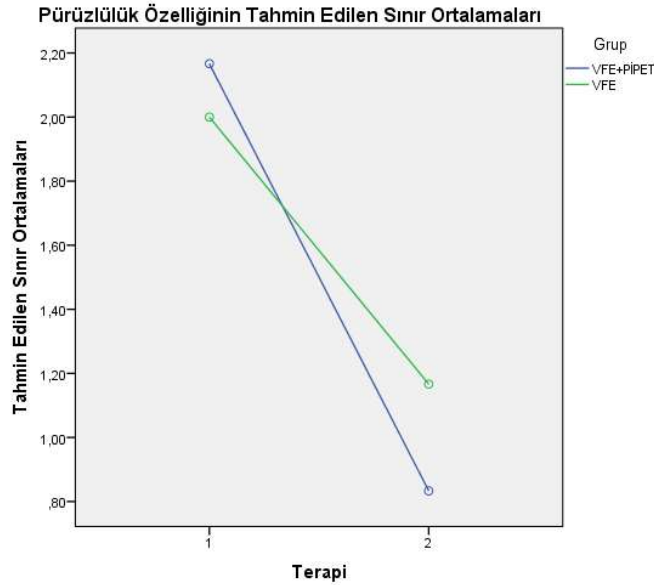 Pürüzlülük Özelliğinin Tahmin Edilen Sınır Ortalamaları
Grup
VFE+PİPET
VFE
Tahmin Edilen Sınır Ortalamaları
2,20
2,00
1,80
1,60
1,40
1,20
1,00
,80
1
2
Terapi